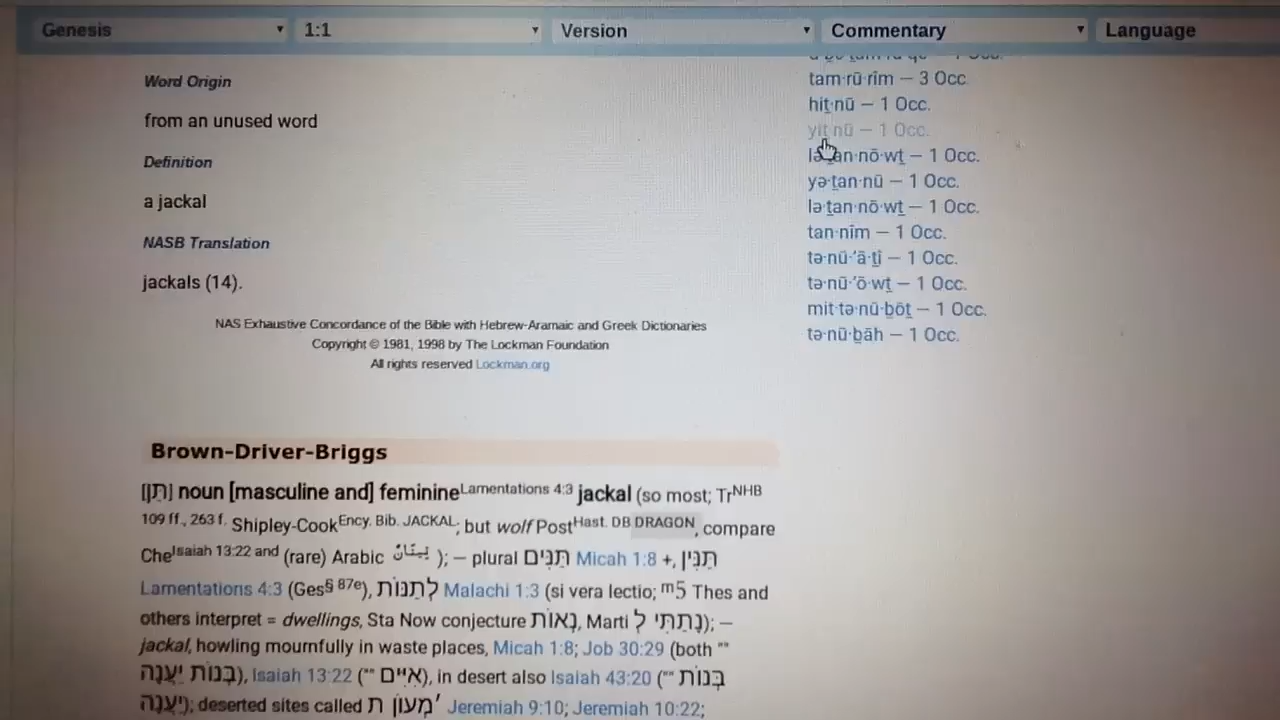 Genesis 1:1 Version Commentary Language
Word Origin
from an unused word
Definition
a jackal
NASB Translation
jackals (14).
NAS Exhaustive Concordance of the Bible with Hebrew-Aramaic and Greek Dictionaries
Copyright © 1981, 1998 by The Lockman Foundation
All rights reserved Lockman.org
Brown-Driver-Briggs
[תַּן] noun [masculine and] feminine Lamentations 4:3 jackal (so most; Tr NHB
109 ff., 263 f. Shipley-Cook Ency. Bib. JACKAL; but wolf Post Hast. DB DRAGON, compare
Che Isaiah 13:22 and (rare) Arabic ); — plural תַּנִּים Micah 1:8 +, תַּנִּין
Lamentations 4:3 (Ges § 87e), לְתַנּוֹת Malachi 1:3 (si vera lectio; ᵐ5 Thes and
others interpret = dwellings, Sta Now conjecture נְאוֹת, Marti נָתַתִּי לְ); —
jackal, howling mournfully in waste places, Micah 1:8; Job 30:29 (both ""
בְּנוֹת יַעֲנָה), Isaiah 13:22 ("" אִיִּים), in desert also Isaiah 43:20 ("" בְּנוֹת
יַעֲנָה); deserted sites called מְעוֺן ת ׳ Jeremiah 9:10; Jeremiah 10:22;
tam·rū·rîm — 3 Occ.
hiṯ·nū — 1 Occ.
yiṯ·nū — 1 Occ.
lə·ṯan·nō·wṯ — 1 Occ.
yə·ṯan·nū — 1 Occ.
lə·ṯan·nō·wṯ — 1 Occ.
tan·nîm — 1 Occ.
tə·nū·'ā·ṯî — 1 Occ.
tə·nū·'ō·wṯ — 1 Occ.
mit·tə·nū·ḇōṯ — 1 Occ.
tə·nū·ḇāh — 1 Occ.